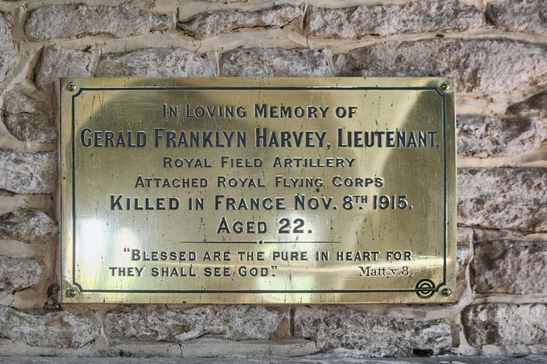 In Loving Memory of
Gerald Franklyn Harvey, Lieutenant,
Royal Field Artillery
Attached Royal Flying Corps
Killed in France Nov. 8th 1915.
Aged 22.
"Blessed are the pure in heart for
they shall see God." Matt. v. 8.